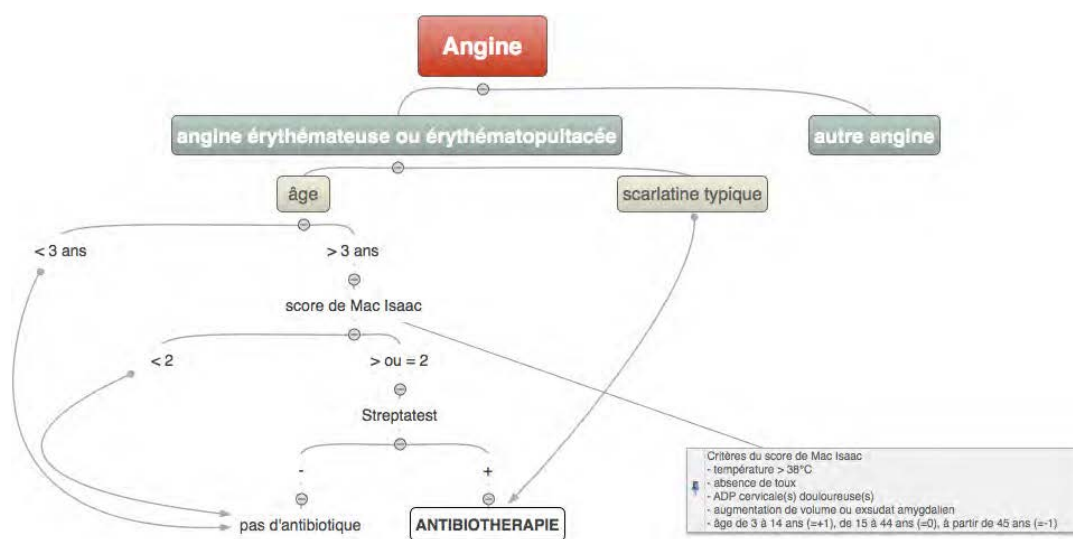 Angine
angine érythémateuse ou érythématopultacée
autre angine
âge
scarlatine typique
< 3 ans
> 3 ans
score de Mac Isaac
< 2
> ou = 2
Streptatest
-
+
pas d'antibiotique
ANTIBIOTHERAPIE
Critères du score de Mac Isaac
- température > 38°C
- absence de toux
- ADP cervicale(s) douloureuse(s)
- augmentation de volume ou exsudat amygdalien
- âge de 3 à 14 ans (=+1), de 15 à 44 ans (=0), à partir de 45 ans (=-1)